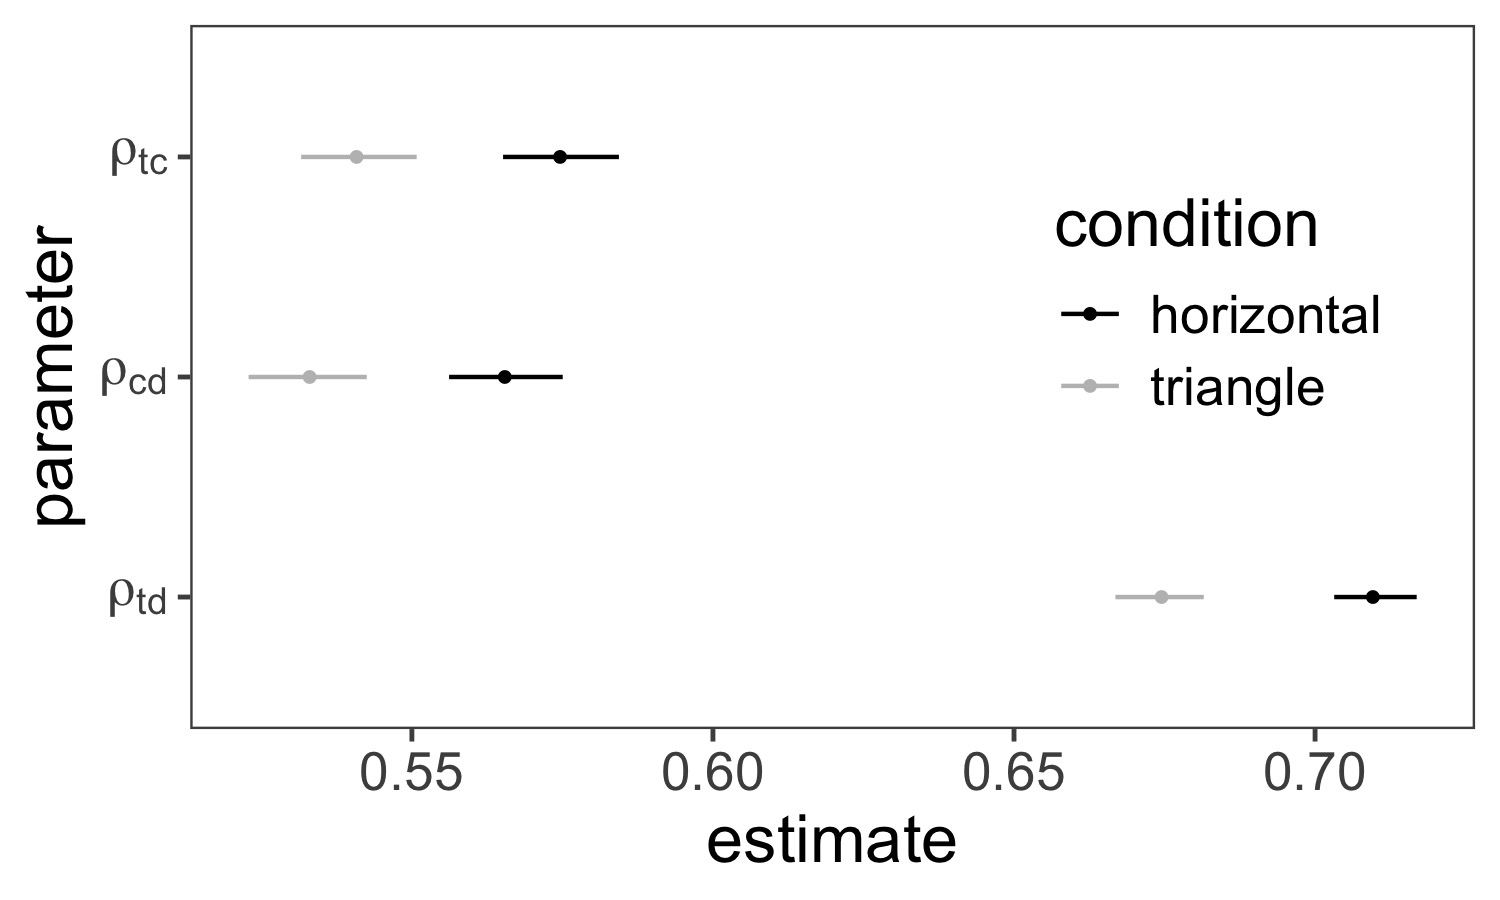 ρtc
ρcd
ρtd
parameter
condition
horizontal
triangle
0.55 0.60 0.65 0.70
estimate